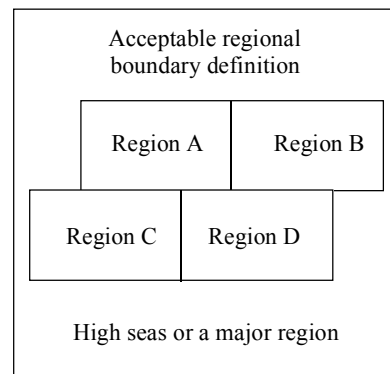 Acceptable regional
boundary definition
Region A
Region B
Region C
Region D
High seas or a major region